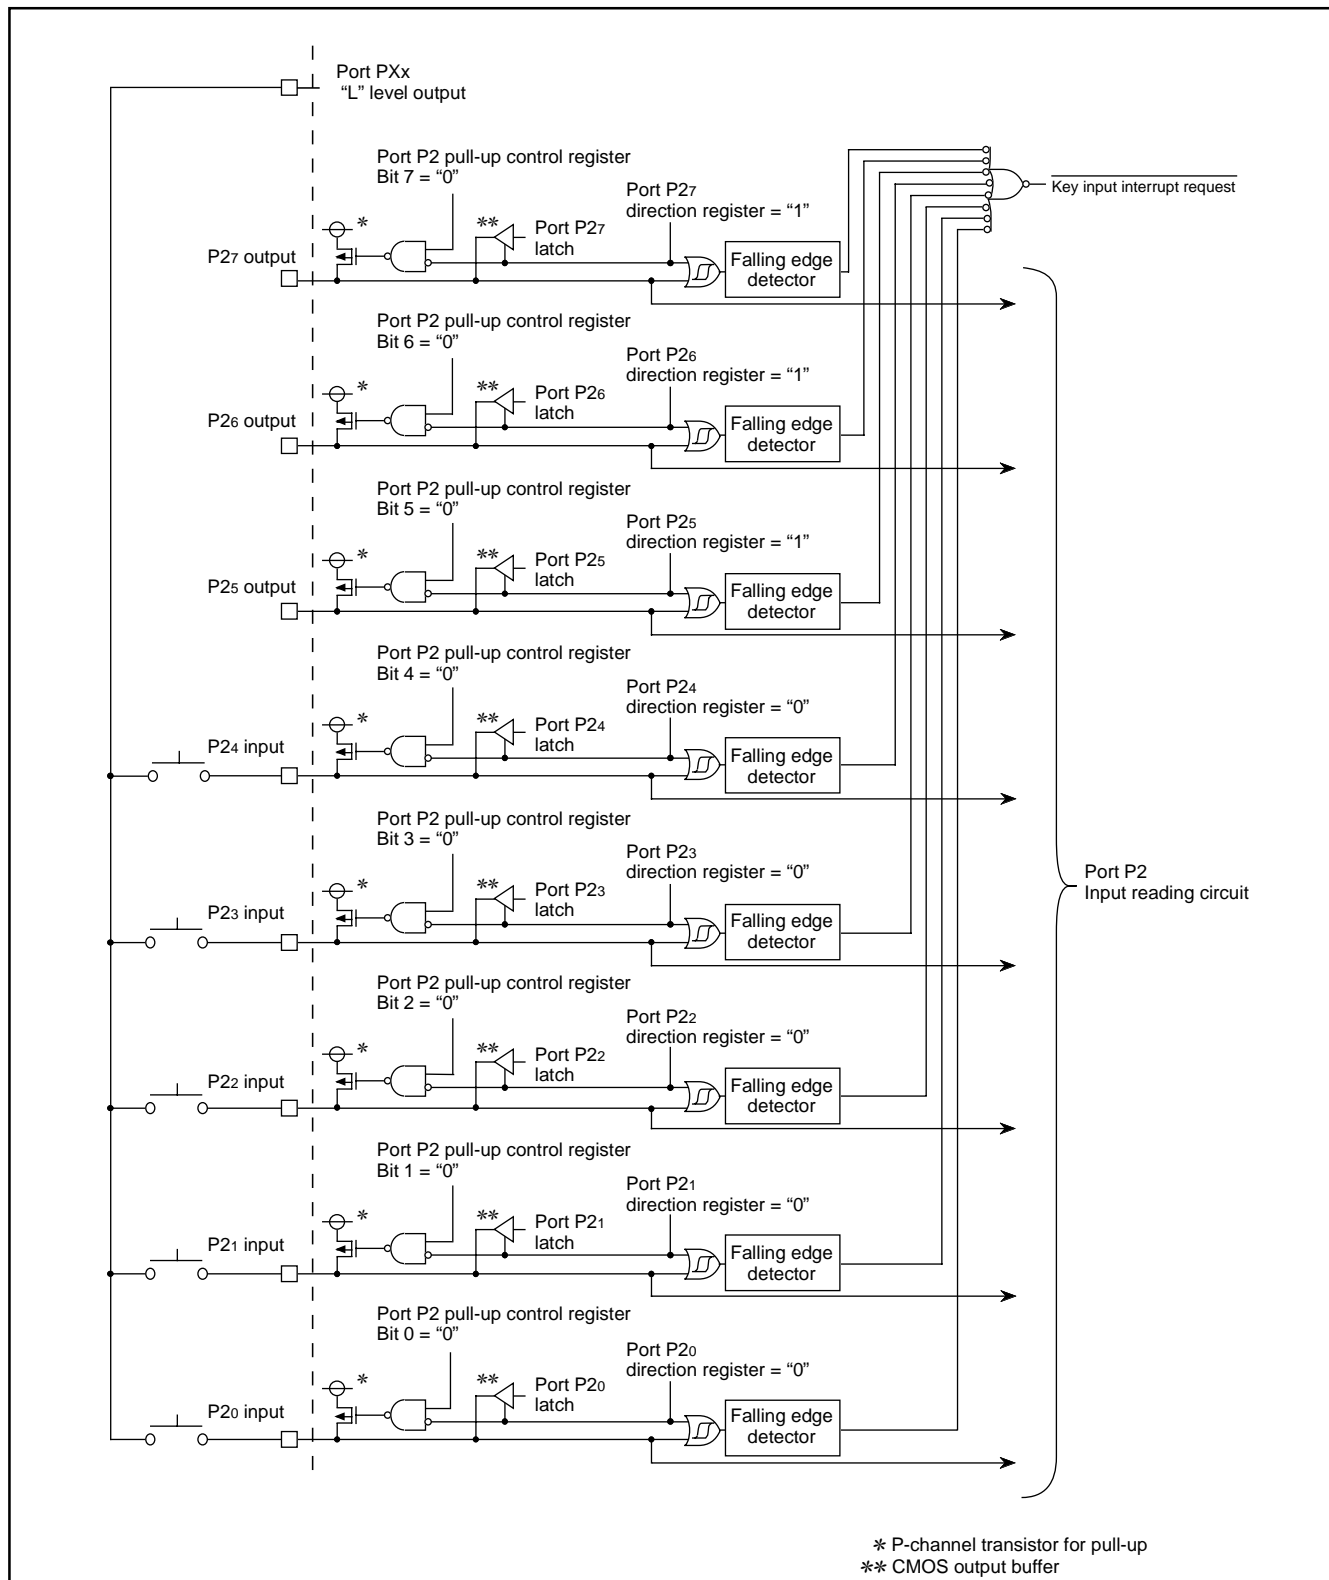 Port PXx
“L” level output
Port P2 pull-up control register
Bit 7 = “0”
Port P27
direction register = “1”
Key input interrupt request
*
**
Port P27
latch
P27 output
Falling edge
detector
Port P2 pull-up control register
Bit 6 = “0”
Port P26
direction register = “1”
*
**
Port P26
latch
P26 output
Falling edge
detector
Port P2 pull-up control register
Bit 5 = “0”
Port P25
direction register = “1”
*
**
Port P25
latch
P25 output
Falling edge
detector
Port P2 pull-up control register
Bit 4 = “0”
Port P24
direction register = “0”
*
**
Port P24
latch
P24 input
Falling edge
detector
Port P2 pull-up control register
Bit 3 = “0”
Port P23
direction register = “0”
*
**
Port P23
latch
P23 input
Falling edge
detector
Port P2
Input reading circuit
Port P2 pull-up control register
Bit 2 = “0”
Port P22
direction register = “0”
*
**
Port P22
latch
P22 input
Falling edge
detector
Port P2 pull-up control register
Bit 1 = “0”
Port P21
direction register = “0”
*
**
Port P21
latch
P21 input
Falling edge
detector
Port P2 pull-up control register
Bit 0 = “0”
Port P20
direction register = “0”
*
**
Port P20
latch
P20 input
Falling edge
detector
* P-channel transistor for pull-up
** CMOS output buffer